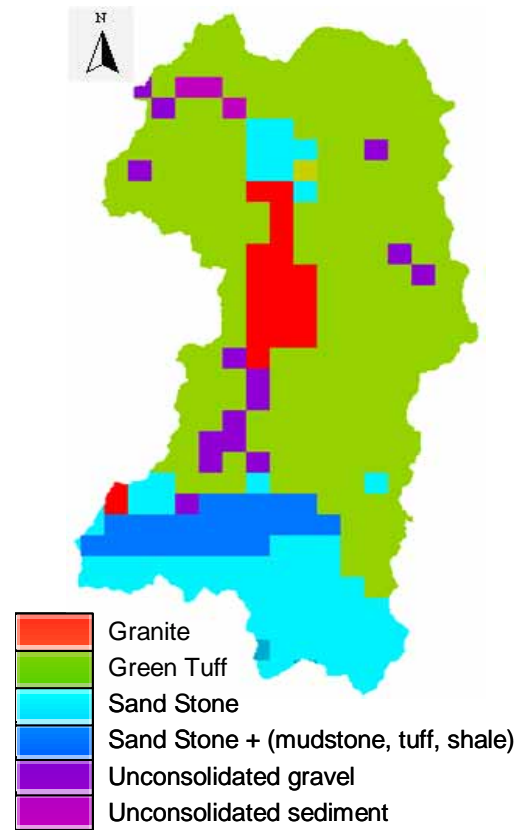 N
Granite
Green Tuff
Sand Stone
Sand Stone + (mudstone, tuff, shale)
Unconsolidated gravel
Unconsolidated sediment